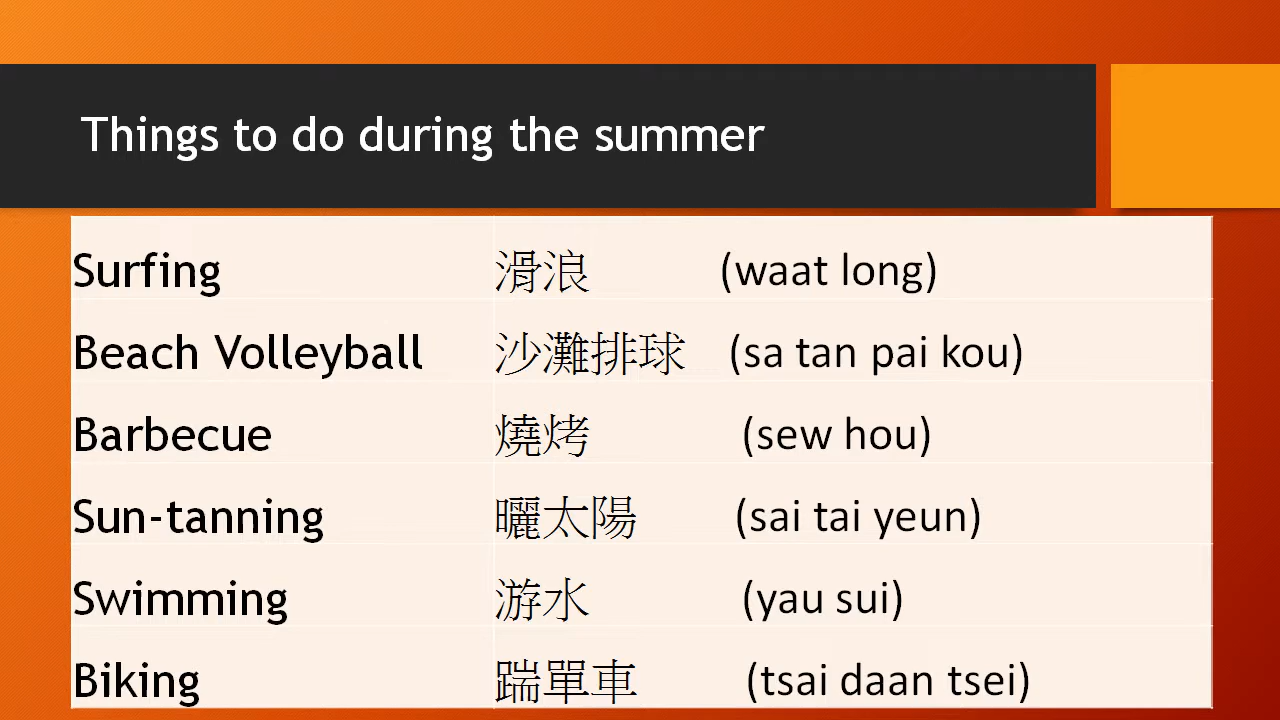 Things to do during the summer
Surfing 滑浪 (waat long)
Beach Volleyball 沙灘排球 (sa tan pai kou)
Barbecue 燒烤 (sew hou)
Sun-tanning 曬太陽 (sai tai yeun)
Swimming 游水 (yau sui)
Biking 踹單車 (tsai daan tsei)